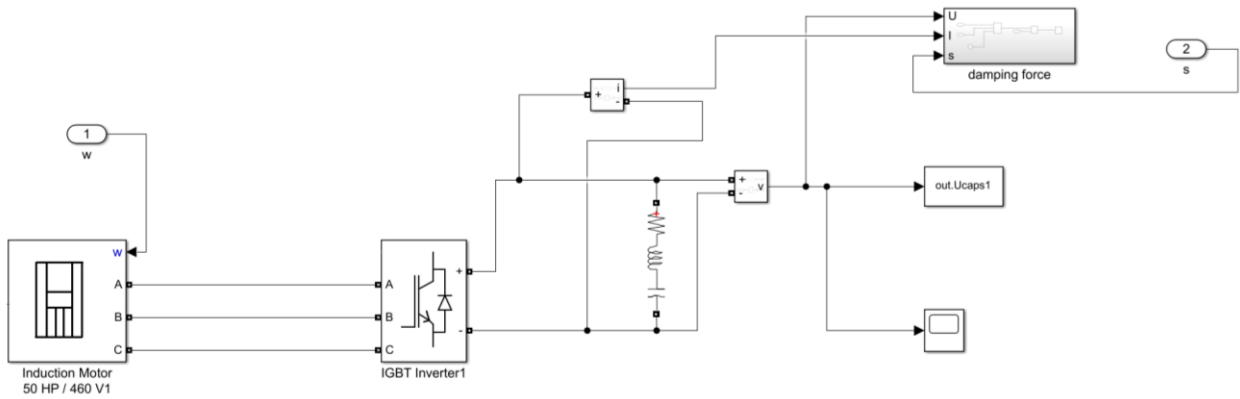 U
I
s
damping force
2
s
i
+
-
1
w
+
-
v
out.Ucaps1
w
A
B
C
Induction Motor
50 HP / 460 V1
+
-
A
B
C
IGBT Inverter1
+